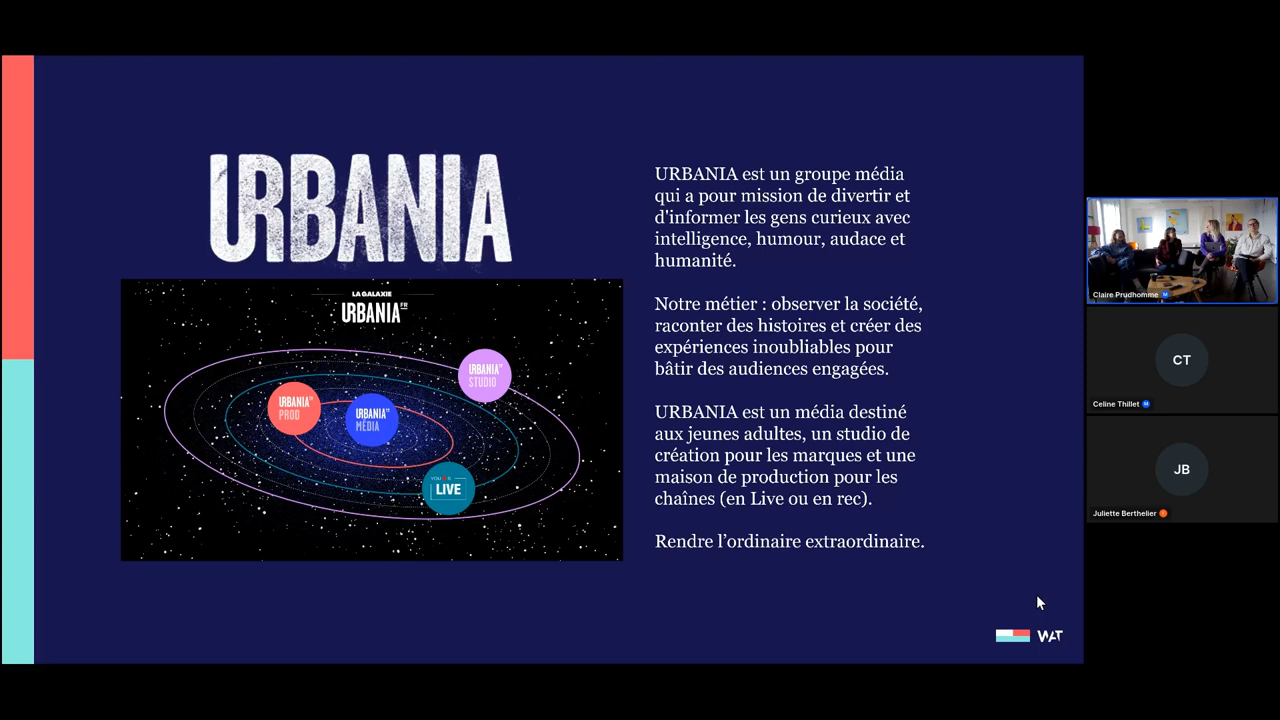 URBANIA
LA GALAXIE
URBANIA FR
URBANIA
STUDIO
URBANIA
PROD
URBANIA
MÉDIA
LIVE
URBANIA est un groupe média
qui a pour mission de divertir et
d'informer les gens curieux avec
intelligence, humour, audace et
humanité.
Notre métier : observer la société,
raconter des histoires et créer des
expériences inoubliables pour
bâtir des audiences engagées.
URBANIA est un média destiné
aux jeunes adultes, un studio de
création pour les marques et une
maison de production pour les
chaînes (en Live ou en rec).
Rendre l’ordinaire extraordinaire.
WAT
Claire Prudhomme
CT
Celine Thillet
JB
Juliette Berthelier